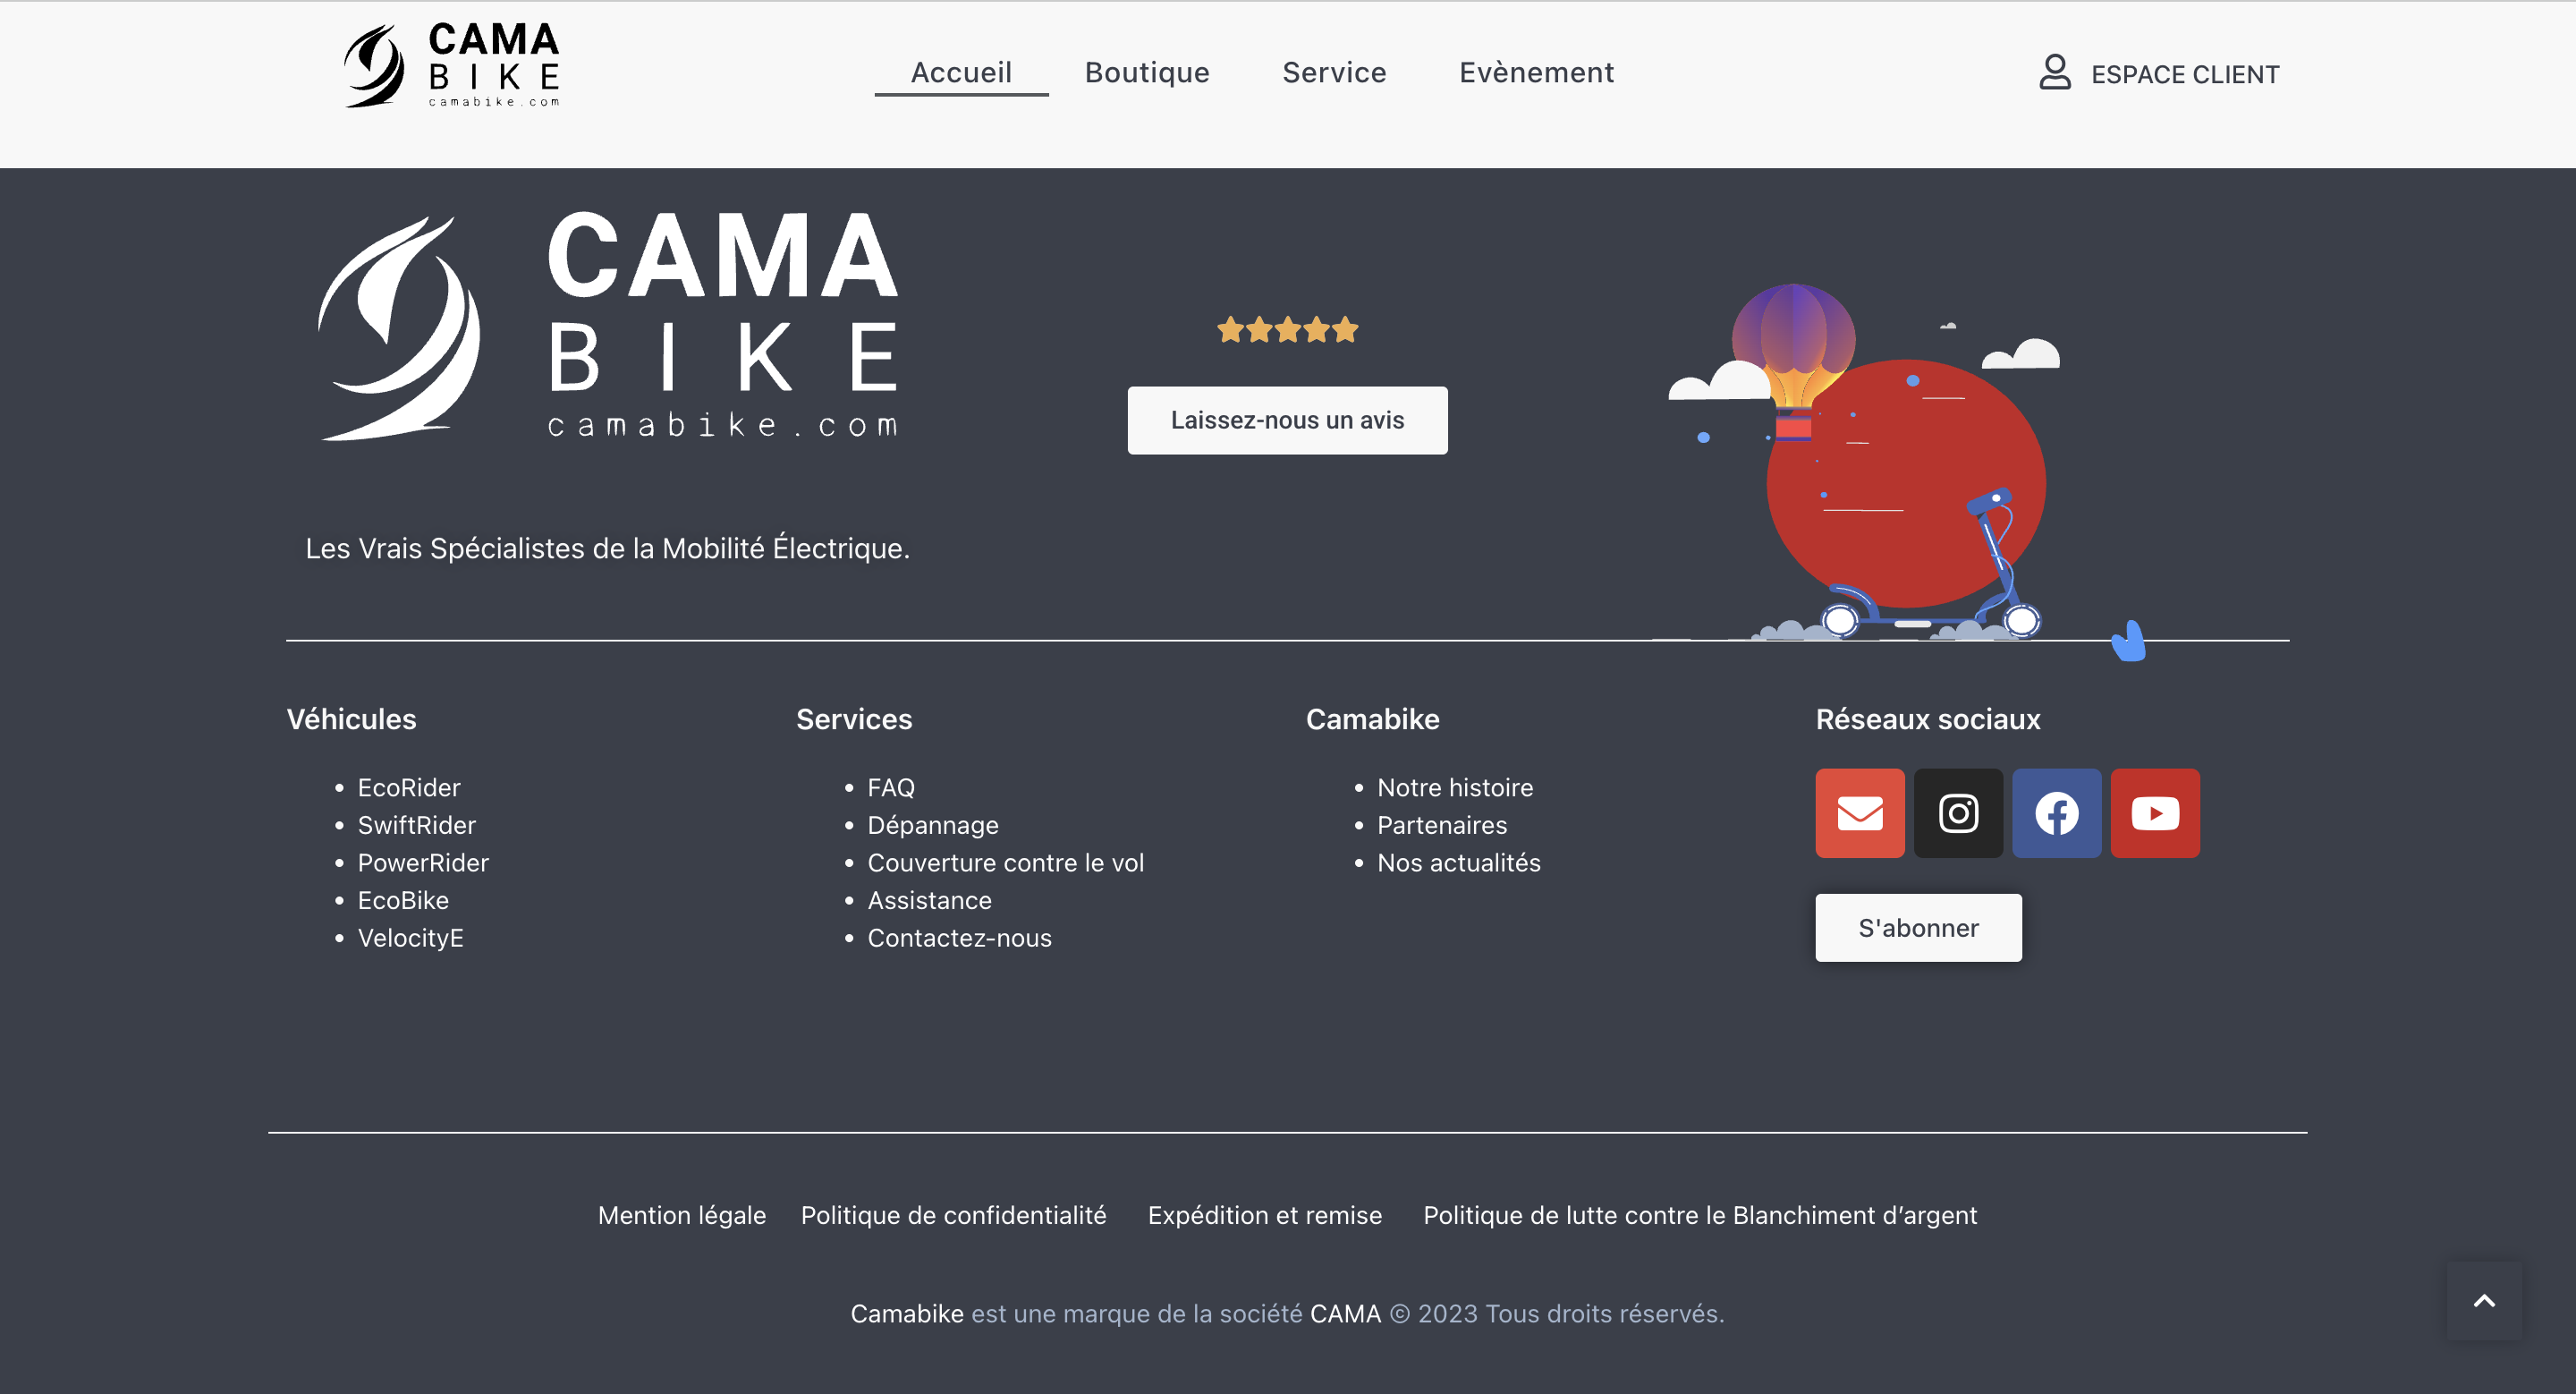 CAMA
BIKE
camabike.com
Accueil Boutique Service Evènement
ESPACE CLIENT
CAMA
BIKE
camabike.com
Laissez-nous un avis
Les Vrais Spécialistes de la Mobilité Électrique.
Véhicules
EcoRider
SwiftRider
PowerRider
EcoBike
VelocityE
Services
FAQ
Dépannage
Couverture contre le vol
Assistance
Contactez-nous
Camabike
Notre histoire
Partenaires
Nos actualités
Réseaux sociaux
S'abonner
Mention légale Politique de confidentialité Expédition et remise Politique de lutte contre le Blanchiment d’argent
Camabike est une marque de la société CAMA © 2023 Tous droits réservés.